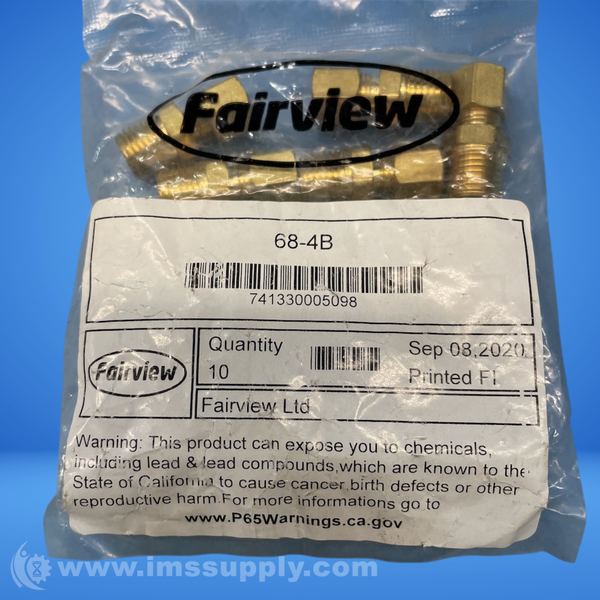 Fairview
68-4B
741330005098
Fairview
Quantity
10
Sep 08,2020
Printed FI
Fairview Ltd
Warning: This product can expose you to chemicals,
including lead & lead compounds,which are known to the
State of California to cause cancer,birth defects or other
reproductive harm.For more informations go to
www.P65Warnings.ca.gov
www.imssupply.com/